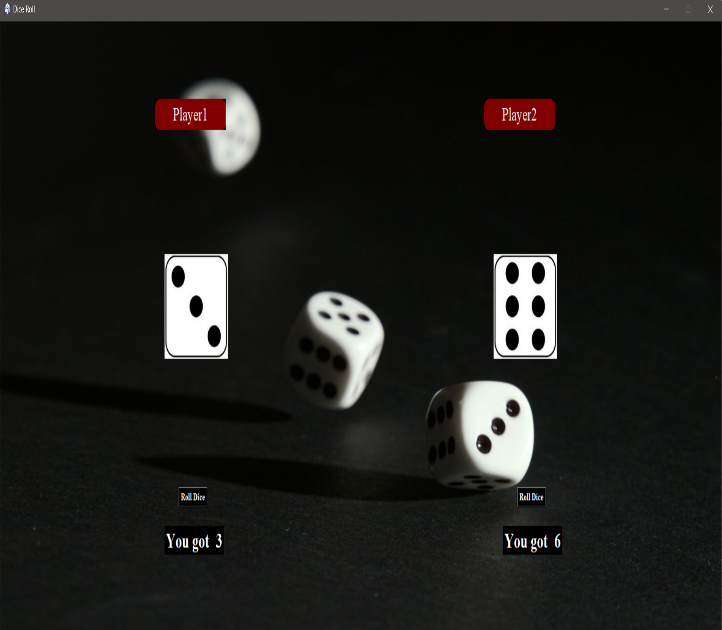 Dice Roll
Player1
Player2
Roll Dice
Roll Dice
You got 3
You got 6